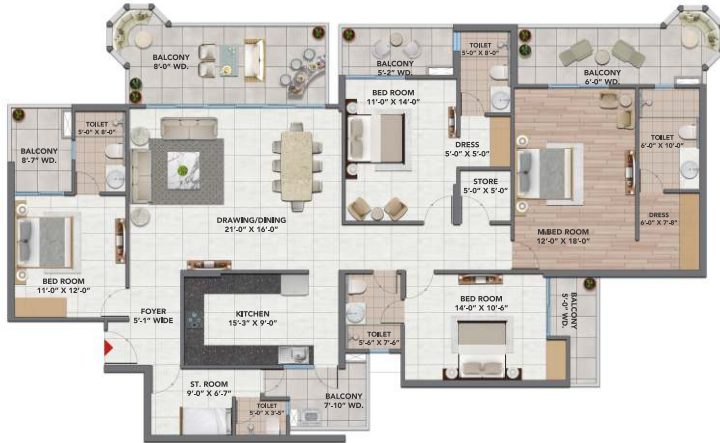 BALCONY
8'-0" WD.
BALCONY
5'-2" WD.
TOILET
5'-0" X 8'-0"
BALCONY
6'-0" WD.
BED ROOM
11'-0" X 14'-0"
TOILET
5'-0" X 8'-0"
BALCONY
8'-7" WD.
DRESS
5'-0" X 5'-0"
TOILET
6'-0" X 10'-0"
STORE
5'-0" X 5'-0"
DRAWING/DINING
21'-0" X 16'-0"
DRESS
6'-0" X 7'-8"
M.BED ROOM
12'-0" X 18'-0"
BED ROOM
11'-0" X 12'-0"
FOYER
5'-1" WIDE
KITCHEN
15'-3" X 9'-0"
BED ROOM
14'-0" X 10'-6"
BALCONY
5'-0" WD.
TOILET
5'-6" X 7'-6"
ST. ROOM
9'-0" X 6'-7"
BALCONY
7'-10" WD.
TOILET